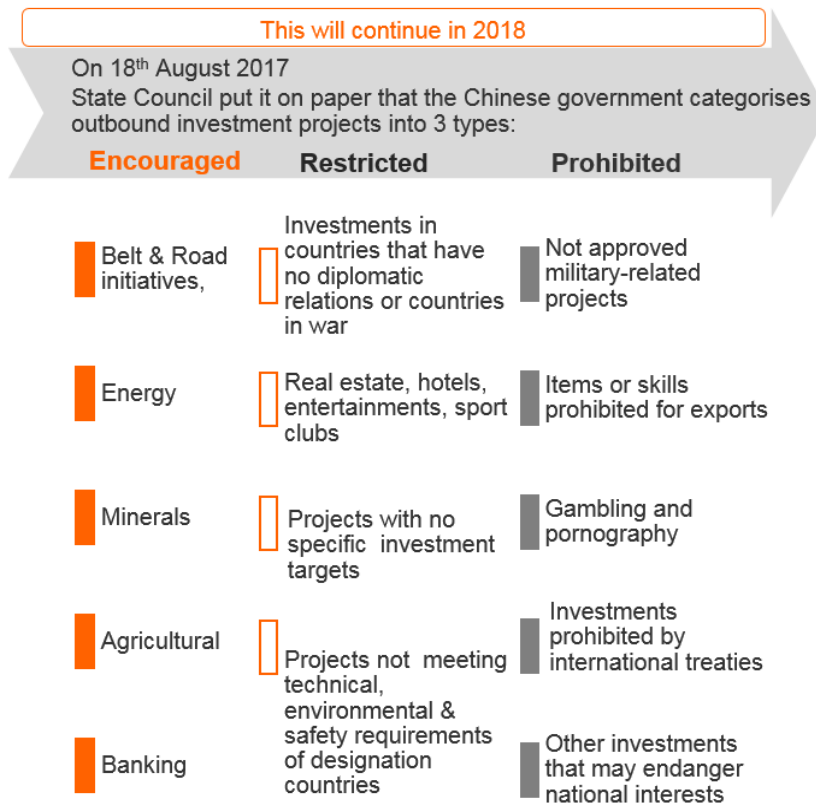 This will continue in 2018
On 18th August 2017
State Council put it on paper that the Chinese government categorises
outbound investment projects into 3 types:
Encouraged
Restricted
Prohibited
Belt & Road
initiatives,
Investments in
countries that have
no diplomatic
relations or countries
in war
Not approved
military-related
projects
Energy
Real estate, hotels,
entertainments, sport
clubs
Items or skills
prohibited for exports
Minerals
Projects with no
specific investment
targets
Gambling and
pornography
Agricultural
Projects not meeting
technical,
environmental &
safety requirements
of designation
countries
Investments
prohibited by
international treaties
Banking
Other investments
that may endanger
national interests